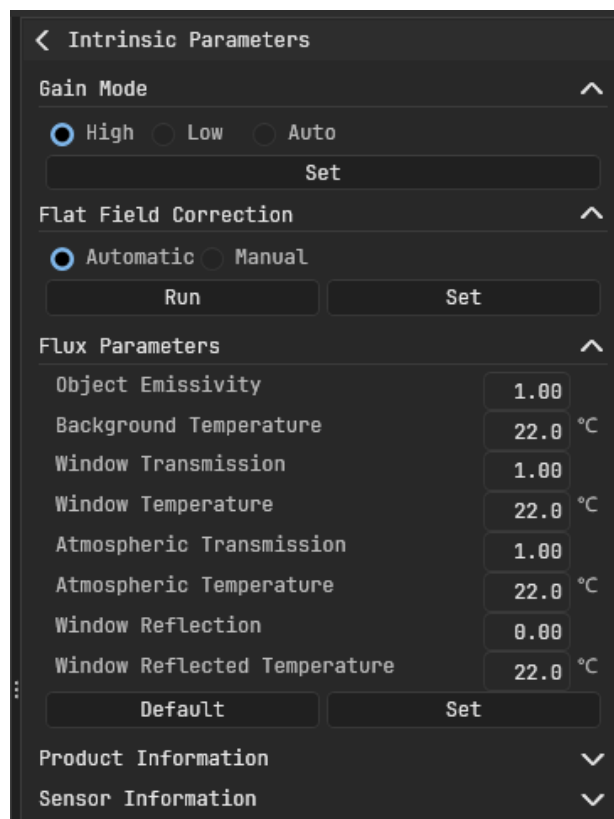 Intrinsic Parameters
Gain Mode
High Low Auto
Set
Flat Field Correction
Automatic Manual
Run Set
Flux Parameters
Object Emissivity 1.00
Background Temperature 22.0 °C
Window Transmission 1.00
Window Temperature 22.0 °C
Atmospheric Transmission 1.00
Atmospheric Temperature 22.0 °C
Window Reflection 0.00
Window Reflected Temperature 22.0 °C
Default Set
Product Information
Sensor Information